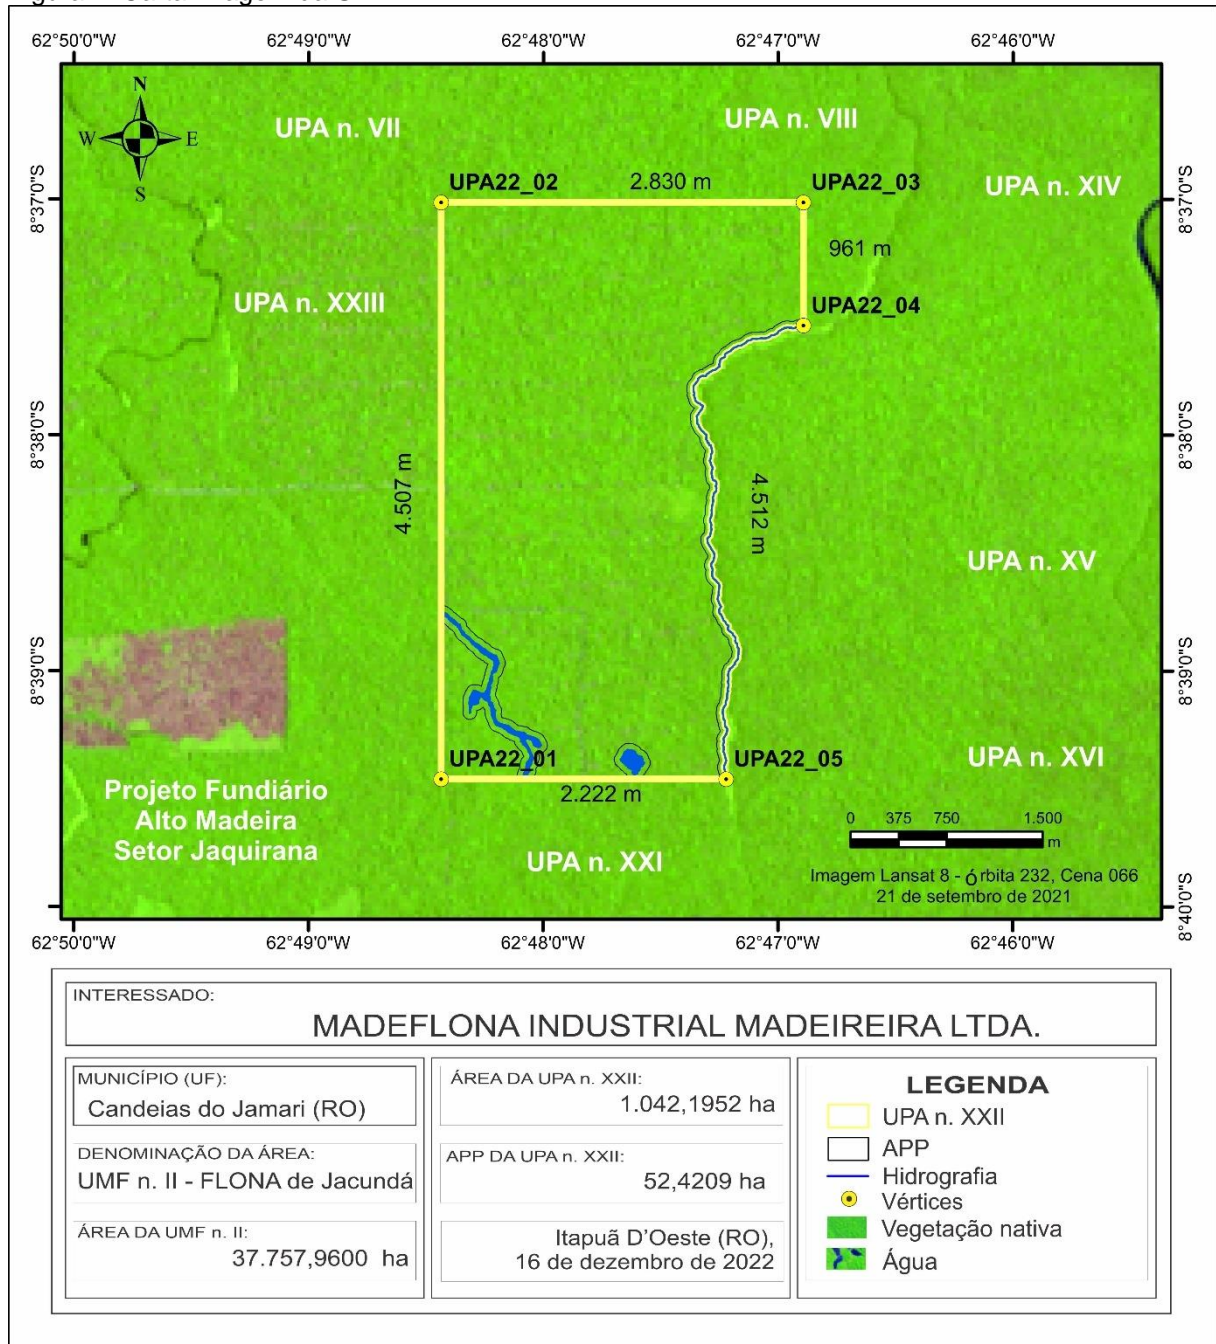 62°50'0"W 62°49'0"W 62°48'0"W 62°47'0"W 62°46'0"W
N
W E
S
UPA n. VII
UPA n. VIII
UPA22_02
2.830 m
UPA22_03
UPA n. XIV
8°37'0"S
8°37'0"S
961 m
UPA n. XXIII
UPA22_04
8°38'0"S
8°38'0"S
4.507 m
4.512 m
UPA n. XV
8°39'0"S
8°39'0"S
UPA22_01
UPA22_05
UPA n. XVI
2.222 m
Projeto Fundiário
Alto Madeira
Setor Jaquirana
UPA n. XXI
0 375 750 1.500
m
Imagem Lansat 8 - órbita 232, Cena 066
21 de setembro de 2021
8°40'0"S
62°50'0"W 62°49'0"W 62°48'0"W 62°47'0"W 62°46'0"W
INTERESSADO:
MADEFLONA INDUSTRIAL MADEIREIRA LTDA.
MUNICÍPIO (UF):
Candeias do Jamari (RO)
DENOMINAÇÃO DA ÁREA:
UMF n. II - FLONA de Jacundá
ÁREA DA UMF n. II:
37.757,9600 ha
ÁREA DA UPA n. XXII:
1.042,1952 ha
APP DA UPA n. XXII:
52,4209 ha
Itapuã D'Oeste (RO),
16 de dezembro de 2022
LEGENDA
UPA n. XXII
APP
Hidrografia
Vértices
Vegetação nativa
Água